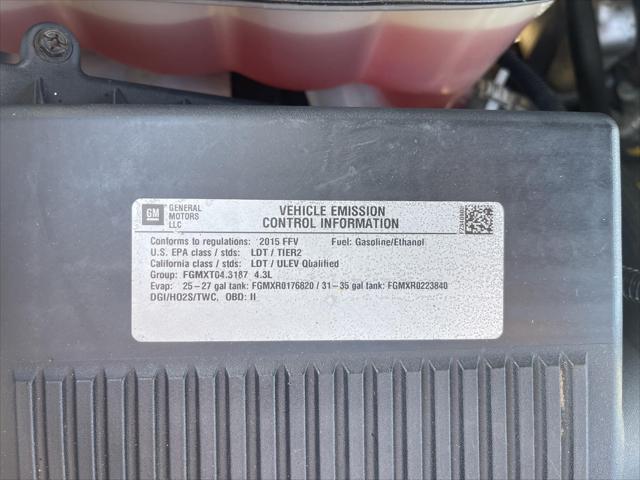 GM
GENERAL
MOTORS
LLC
VEHICLE EMISSION
CONTROL INFORMATION
Conforms to regulations: 2015 FFV Fuel: Gasoline/Ethanol
U.S. EPA class / stds: LDT / TIER2
California class / stds: LDT / ULEV Qualified
Group: FGMXT04.3187 4.3L
Evap: 25–27 gal tank: FGMXR0176820 / 31–35 gal tank: FGMXR0223840
DGI/HO2S/TWC, OBD: II